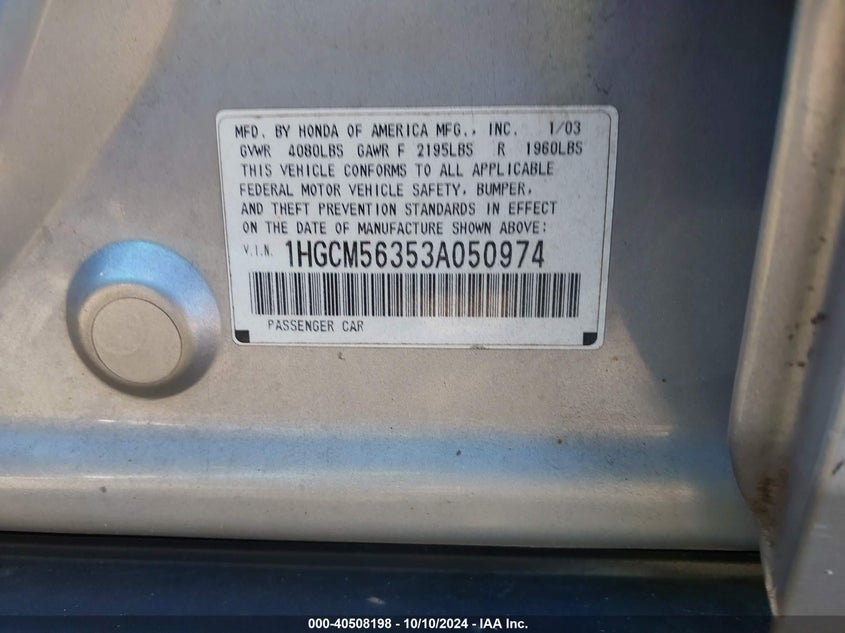 MFD. BY HONDA OF AMERICA MFG., INC. 1/03
GVWR 4080LBS GAWR F 2195LBS R 1960LBS
THIS VEHICLE CONFORMS TO ALL APPLICABLE
FEDERAL MOTOR VEHICLE SAFETY, BUMPER,
AND THEFT PREVENTION STANDARDS IN EFFECT
ON THE DATE OF MANUFACTURE SHOWN ABOVE:
V.I.N. 1HGCM56353A050974
PASSENGER CAR
000-40508198 - 10/10/2024 - IAA Inc.